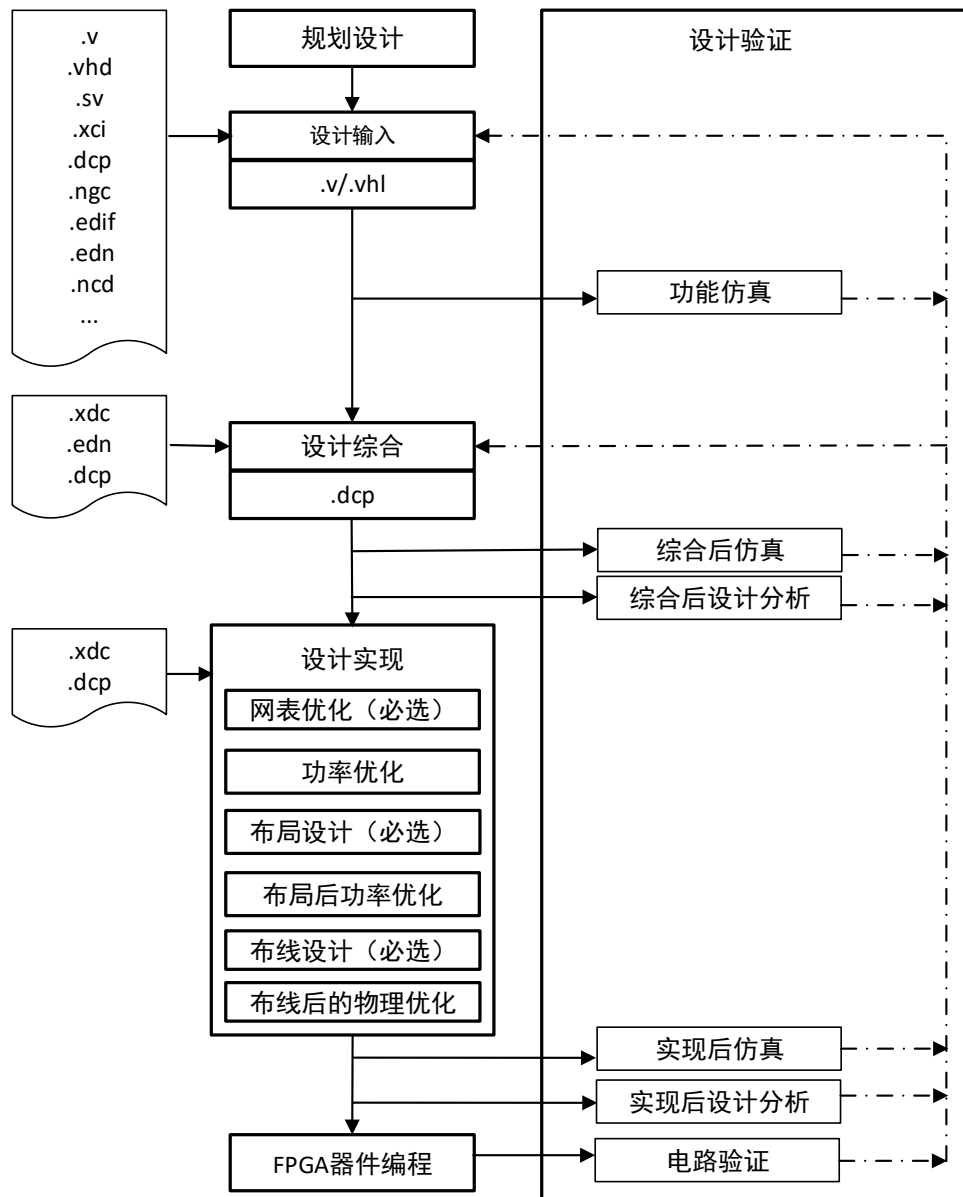 .v
.vhd
.sv
.xci
.dcp
.ngc
.edif
.edn
.ncd
...
规划设计
设计输入
.v/.vhl
设计验证
功能仿真
.xdc
.edn
.dcp
设计综合
.dcp
综合后仿真
综合后设计分析
.xdc
.dcp
设计实现
网表优化（必选）
功率优化
布局设计（必选）
布局后功率优化
布线设计（必选）
布线后的物理优化
实现后仿真
实现后设计分析
FPGA器件编程
电路验证